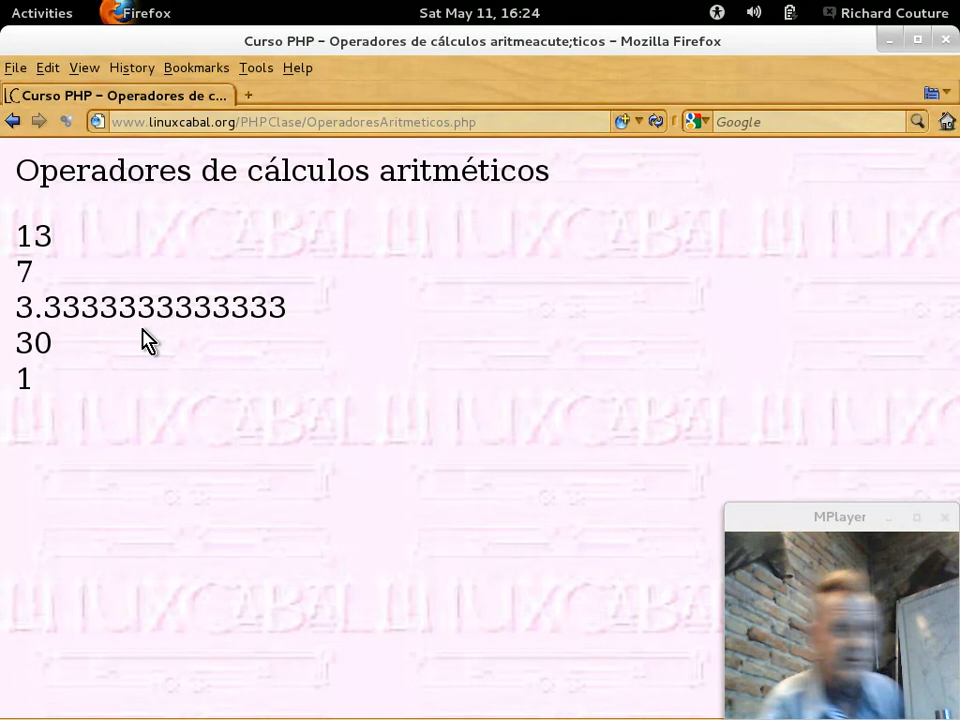 Activities Firefox Sat May 11, 16:24 Richard Couture
Curso PHP – Operadores de cálculos aritmeacute;ticos – Mozilla Firefox
File Edit View History Bookmarks Tools Help
Curso PHP – Operadores de c... +
www.linuxcabal.org/PHPClase/OperadoresAritmeticos.php Google
Operadores de cálculos aritméticos
13
7
3.3333333333333
30
1
MPlayer